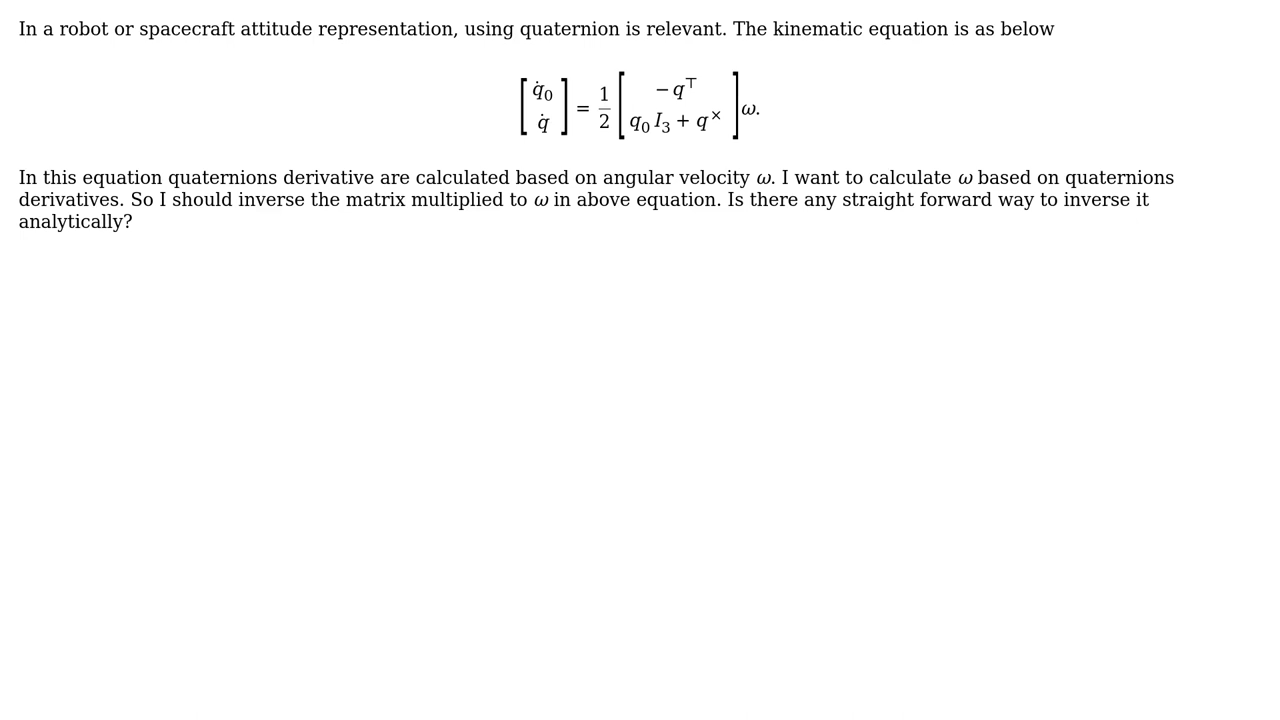 In a robot or spacecraft attitude representation, using quaternion is relevant. The kinematic equation is as below
[ q̇₀ ; q̇ ] = 1/2 [ −q⊤ ; q₀ I₃ + q× ] ω.
In this equation quaternions derivative are calculated based on angular velocity ω. I want to calculate ω based on quaternions
derivatives. So I should inverse the matrix multiplied to ω in above equation. Is there any straight forward way to inverse it
analytically?